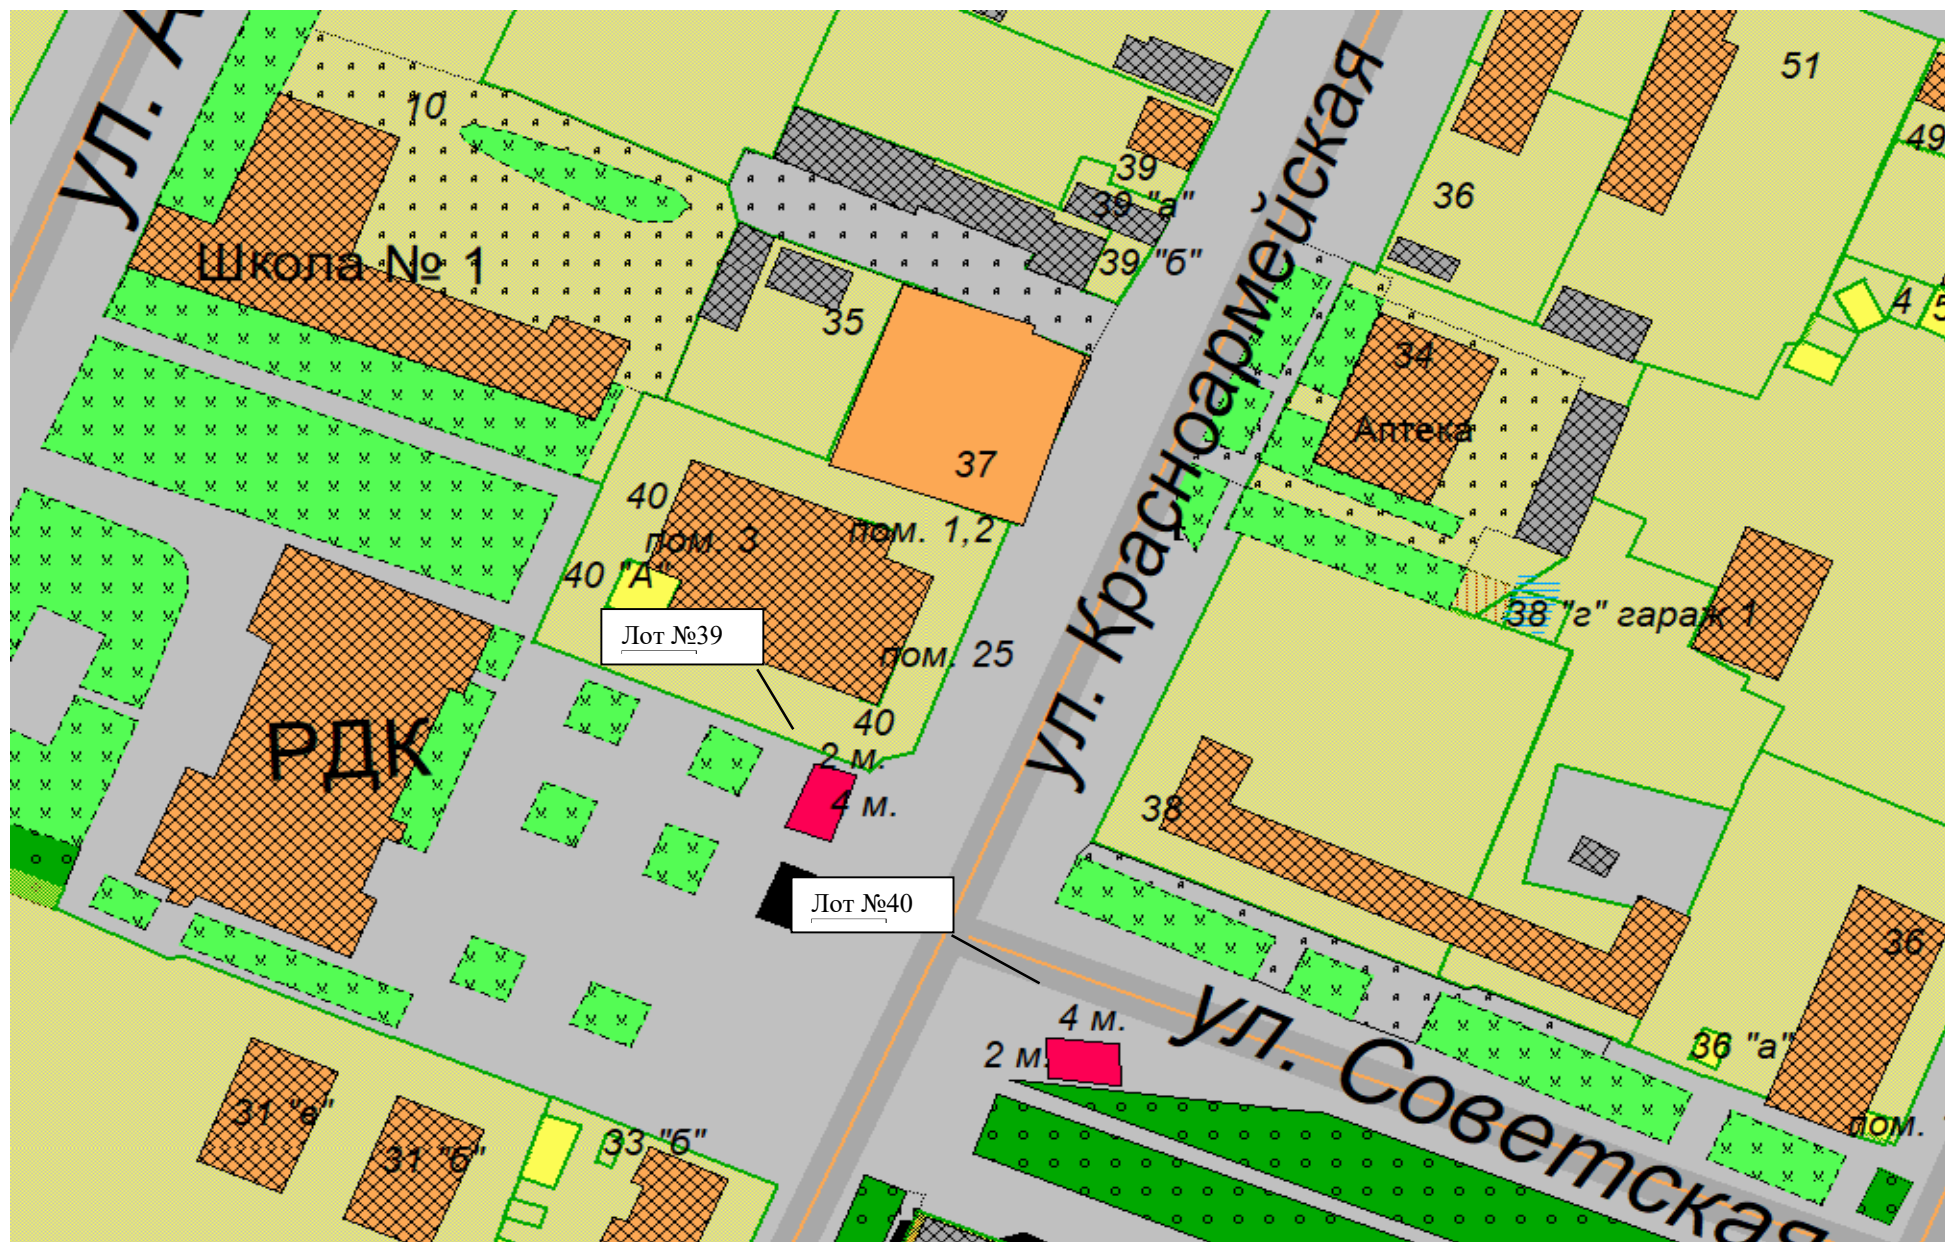 ул. А
10
51
49
39
39 "а"
36
39 "б"
Школа № 1
4
5
35
34
ул. Красноармейская
Аптека
37
40
пом. 1,2
пом. 3
40 "А"
38 "г" гараж 1
Лот №39
пом. 25
40
РДК
2 м.
4 м.
38
Лот №40
36
4 м.
2 м.
ул. Советская
36 "а"
31 "е"
33 "б"
31 "б"
пом.